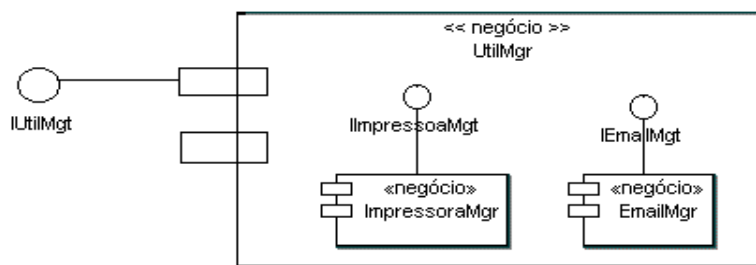 << negócio >>
UtilMgr
IUtilMgt
IImpressoaMgt
IEmailMgt
«negócio»
ImpressoraMgr
«negócio»
EmailMgr